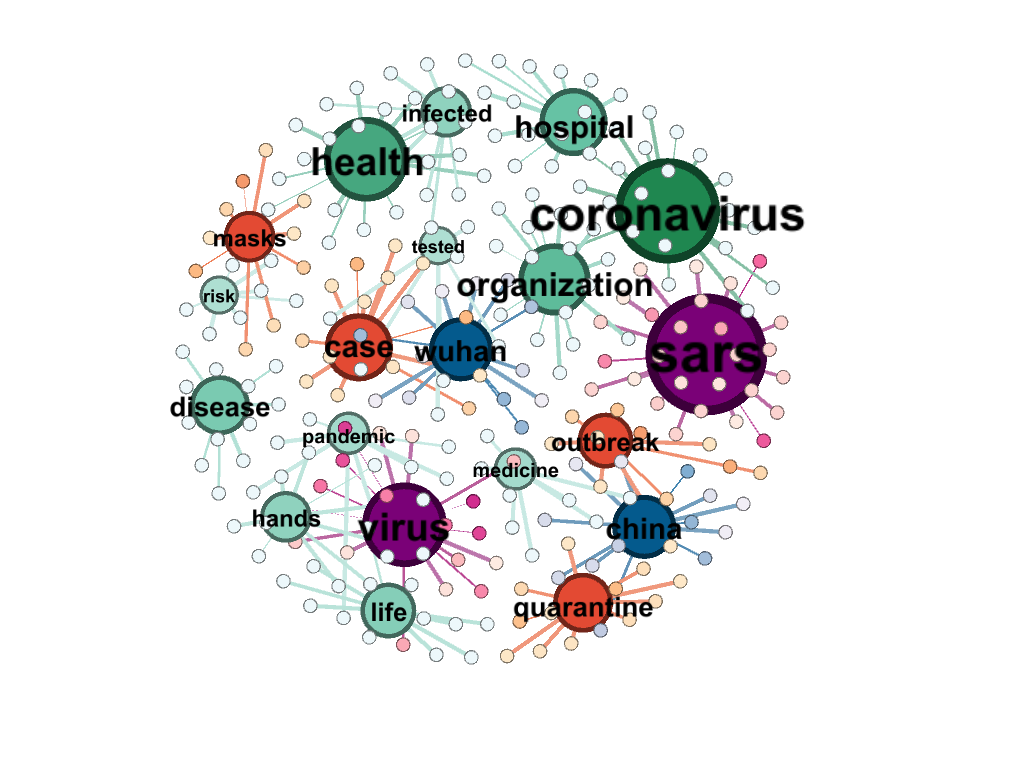 infected
hospital
health
coronavirus
masks
tested
organization
risk
case
wuhan
sars
disease
pandemic
outbreak
medicine
hands
virus
china
life
quarantine